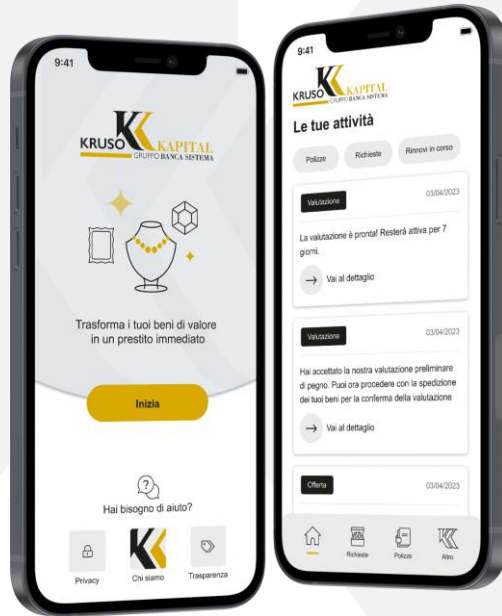 9:41
KRUSO KAPITAL
GRUPPO BANCA SISTEMA
Trasforma i tuoi beni di valore
in un prestito immediato
Inizia
Hai bisogno di aiuto?
Privacy
Chi siamo
Trasparenza
9:41
KRUSO KAPITAL
GRUPPO BANCA SISTEMA
Le tue attività
Polizze
Richieste
Rinnovi in corso
Valutazione
03/04/2023
La valutazione è pronta! Resterà attiva per 7
giorni.
Vai al dettaglio
Valutazione
03/04/2023
Hai accettato la nostra valutazione preliminare
di pegno. Puoi ora procedere con la spedizione
dei tuoi beni per la conferma della valutazione
Vai al dettaglio
Offerta
03/04/2023
Richieste
Polizze
Altro